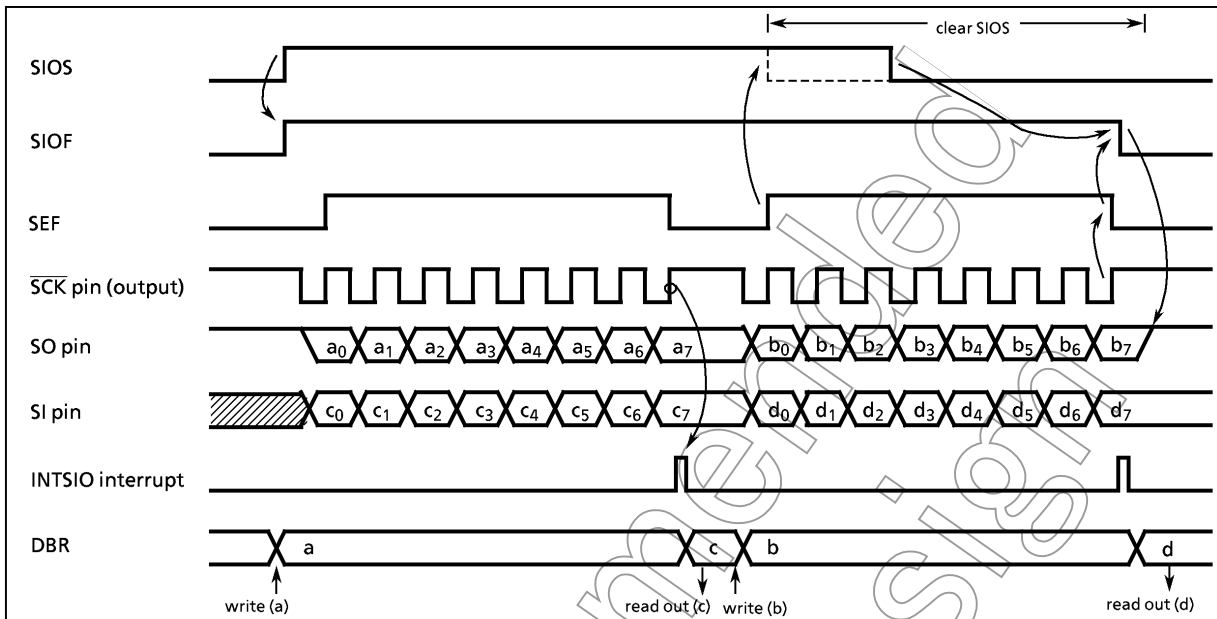 clear SIOS
SIOS
SIOF
SEF
SCK pin (output)
SO pin a0 a1 a2 a3 a4 a5 a6 a7 b0 b1 b2 b3 b4 b5 b6 b7
SI pin c0 c1 c2 c3 c4 c5 c6 c7 d0 d1 d2 d3 d4 d5 d6 d7
INTSIO interrupt
DBR a c b d
write (a) read out (c) write (b) read out (d)
mmended
sign